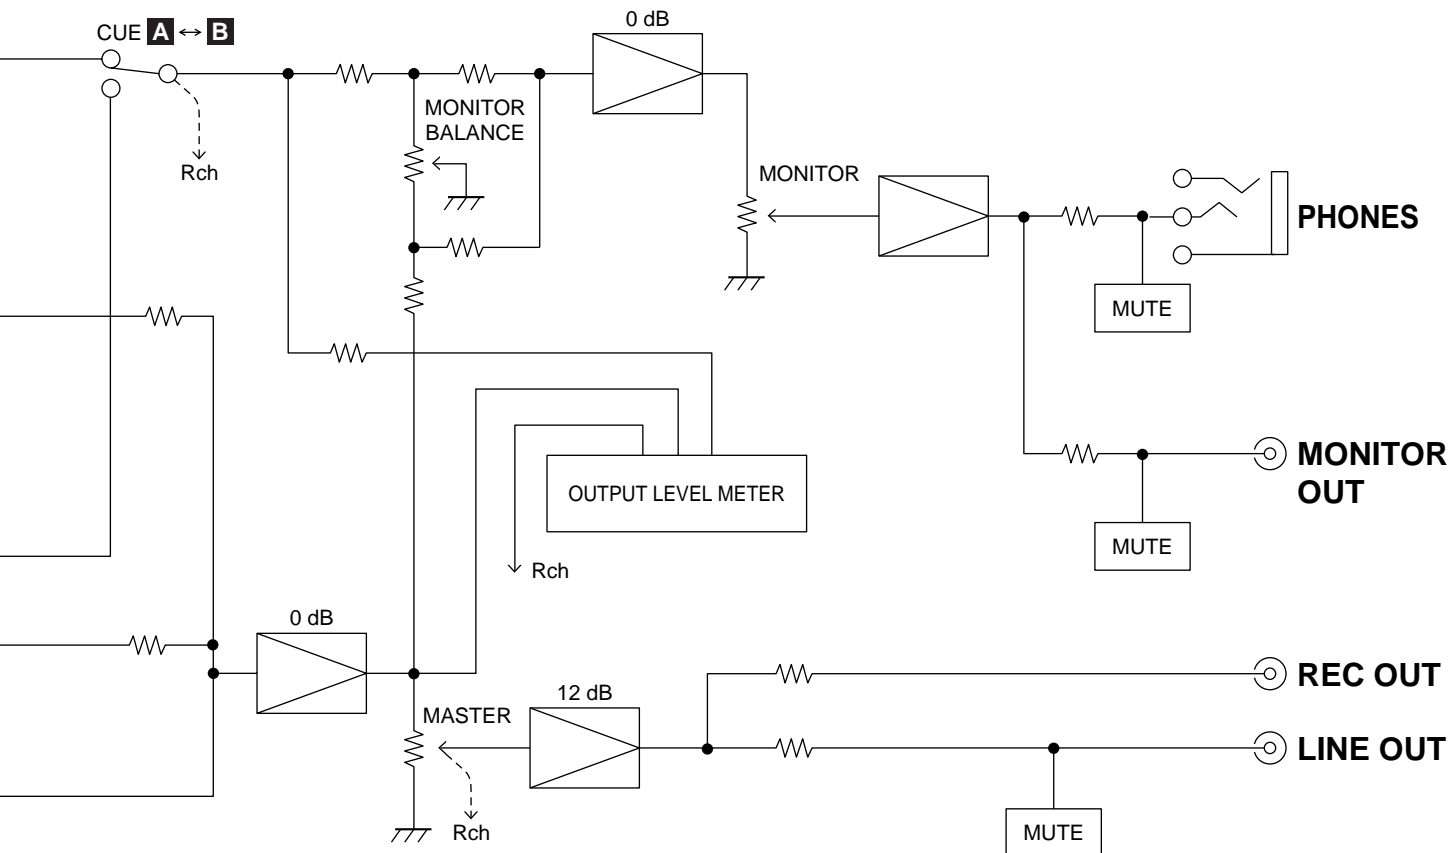 0 dB
CUE A ↔ B
MONITOR
BALANCE
Rch
MONITOR
PHONES
MUTE
MONITOR
OUT
OUTPUT LEVEL METER
MUTE
Rch
0 dB
REC OUT
12 dB
MASTER
LINE OUT
Rch
MUTE